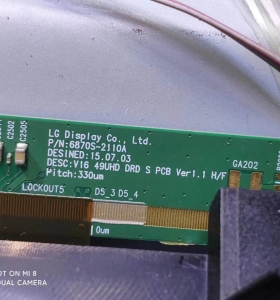 LG Display Co., Ltd.
P/N:6870S-2110A
DESINED:15.07.03
DESC:V16 49UHD DRD S PCB Ver1.1 H/F
Pitch:330um
GA202
C2502
C2505
LOCKOUT5
D5_3 D5_4
0um
OT ON MI 8
DUAL CAMERA